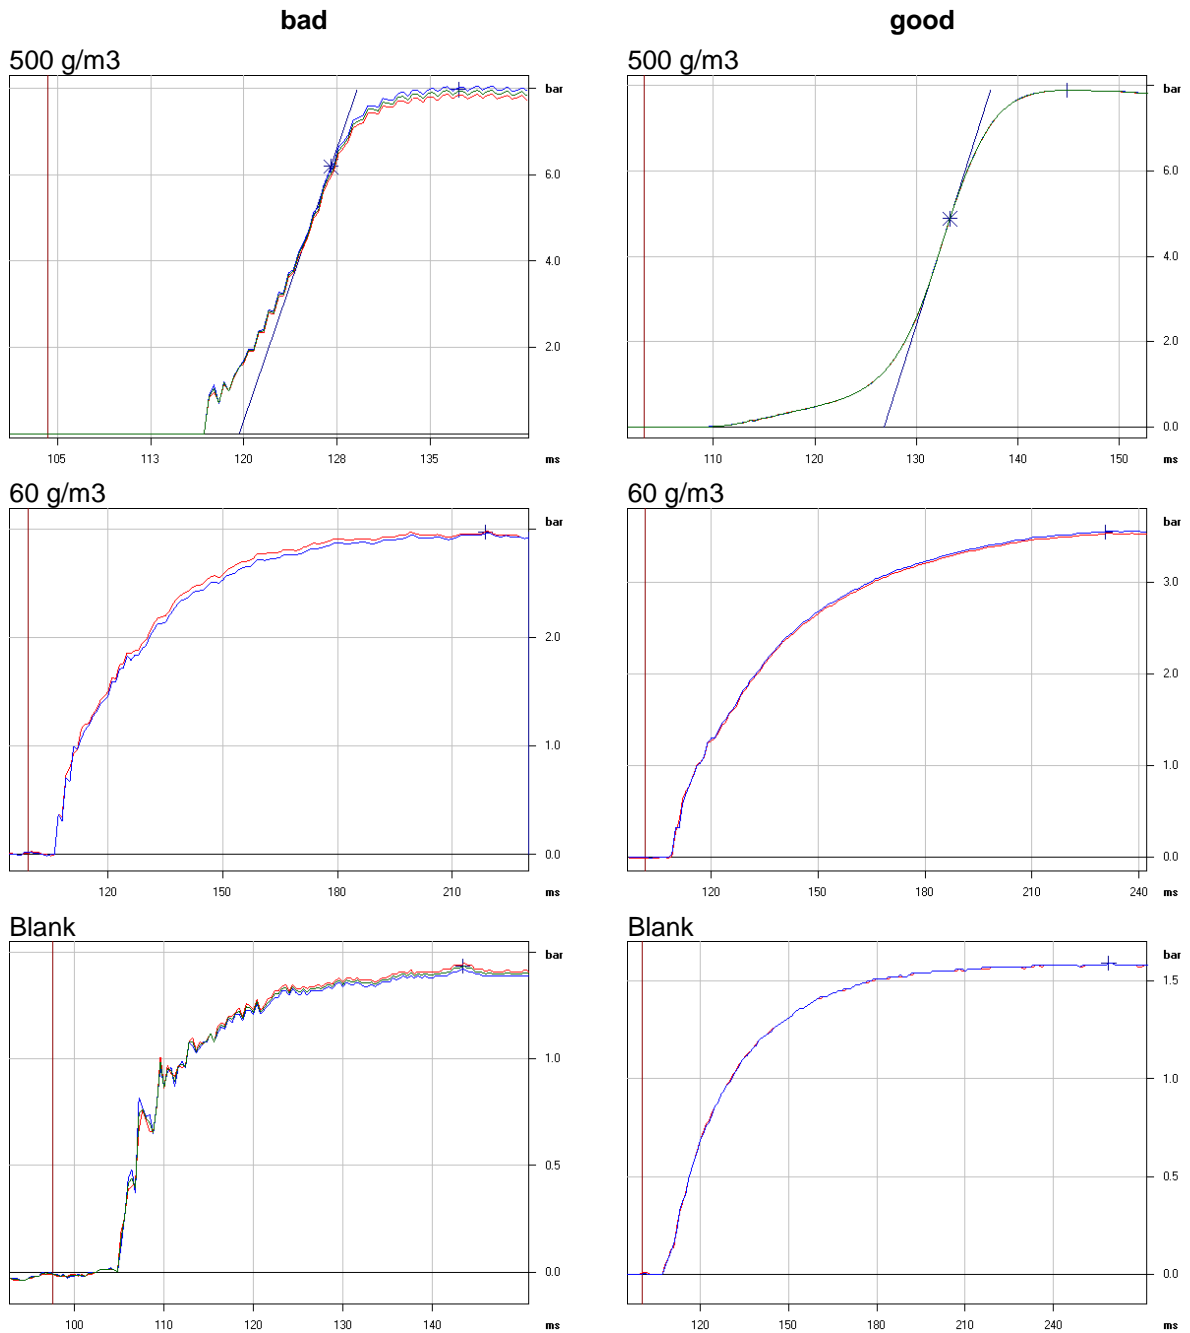 bad good
500 g/m3 500 g/m3
bar bar
6.0 6.0
4.0 4.0
2.0 2.0
0.0
105 113 120 128 135 ms 110 120 130 140 150 ms
60 g/m3 60 g/m3
bar bar
3.0
2.0 2.0
1.0 1.0
0.0 0.0
120 150 180 210 ms 120 150 180 210 240 ms
Blank Blank
bar bar
1.5
1.0 1.0
0.5 0.5
0.0 0.0
100 110 120 130 140 ms 120 150 180 210 240 ms